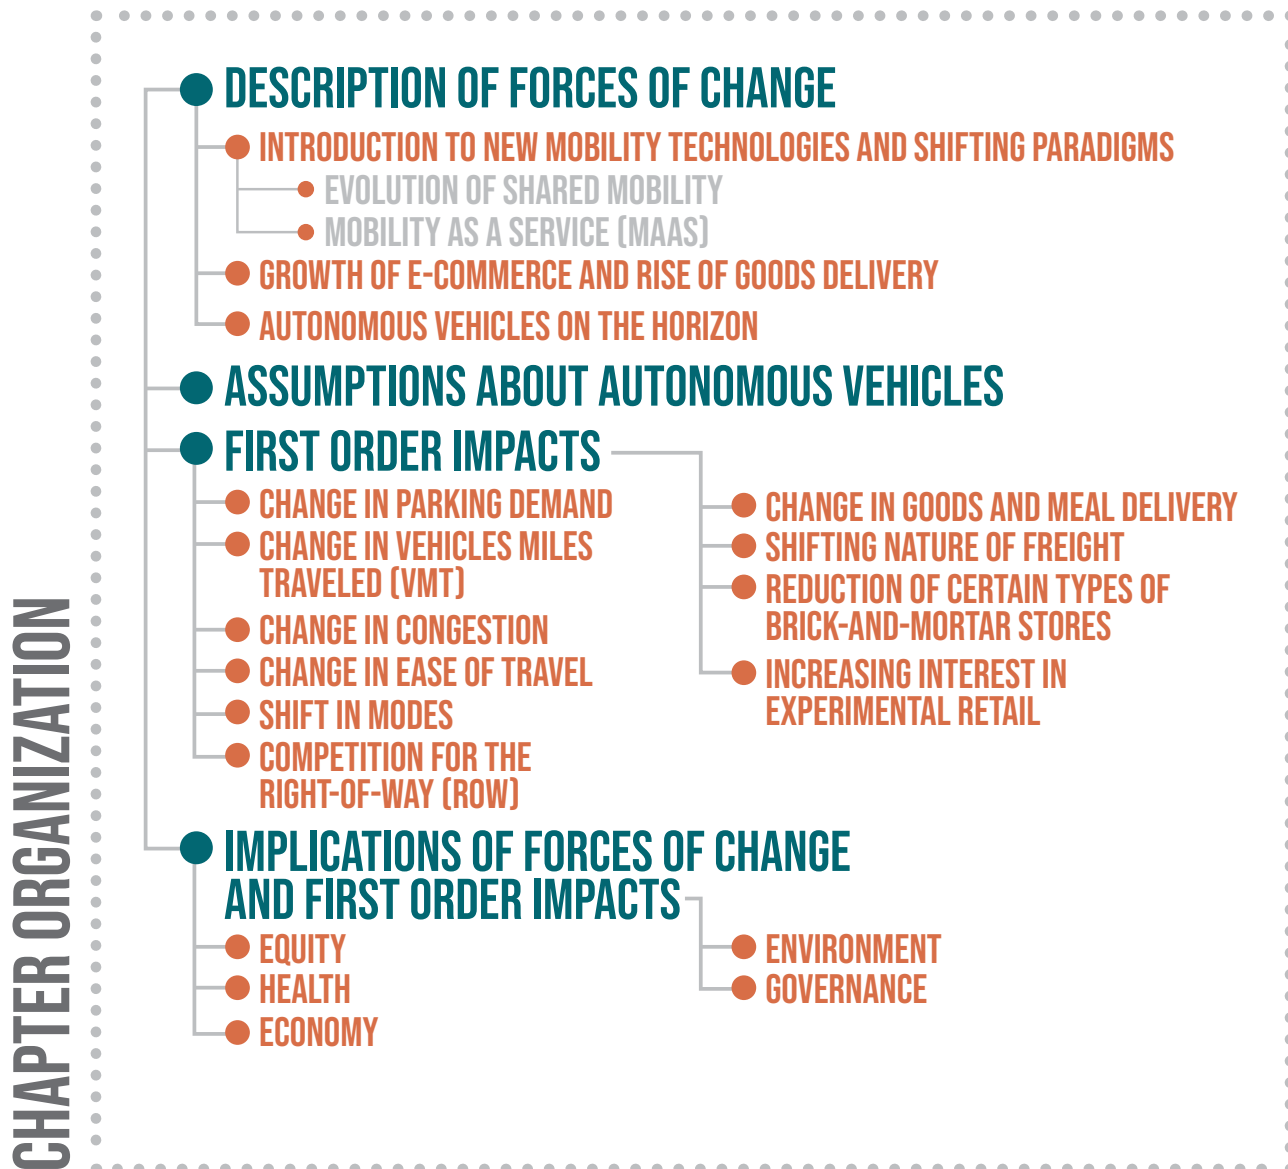 CHAPTER ORGANIZATION
DESCRIPTION OF FORCES OF CHANGE
INTRODUCTION TO NEW MOBILITY TECHNOLOGIES AND SHIFTING PARADIGMS
EVOLUTION OF SHARED MOBILITY
MOBILITY AS A SERVICE (MAAS)
GROWTH OF E-COMMERCE AND RISE OF GOODS DELIVERY
AUTONOMOUS VEHICLES ON THE HORIZON
ASSUMPTIONS ABOUT AUTONOMOUS VEHICLES
FIRST ORDER IMPACTS
CHANGE IN PARKING DEMAND
CHANGE IN VEHICLES MILES
TRAVELED (VMT)
CHANGE IN CONGESTION
CHANGE IN EASE OF TRAVEL
SHIFT IN MODES
COMPETITION FOR THE
RIGHT-OF-WAY (ROW)
CHANGE IN GOODS AND MEAL DELIVERY
SHIFTING NATURE OF FREIGHT
REDUCTION OF CERTAIN TYPES OF
BRICK-AND-MORTAR STORES
INCREASING INTEREST IN
EXPERIMENTAL RETAIL
IMPLICATIONS OF FORCES OF CHANGE
AND FIRST ORDER IMPACTS
EQUITY
HEALTH
ECONOMY
ENVIRONMENT
GOVERNANCE